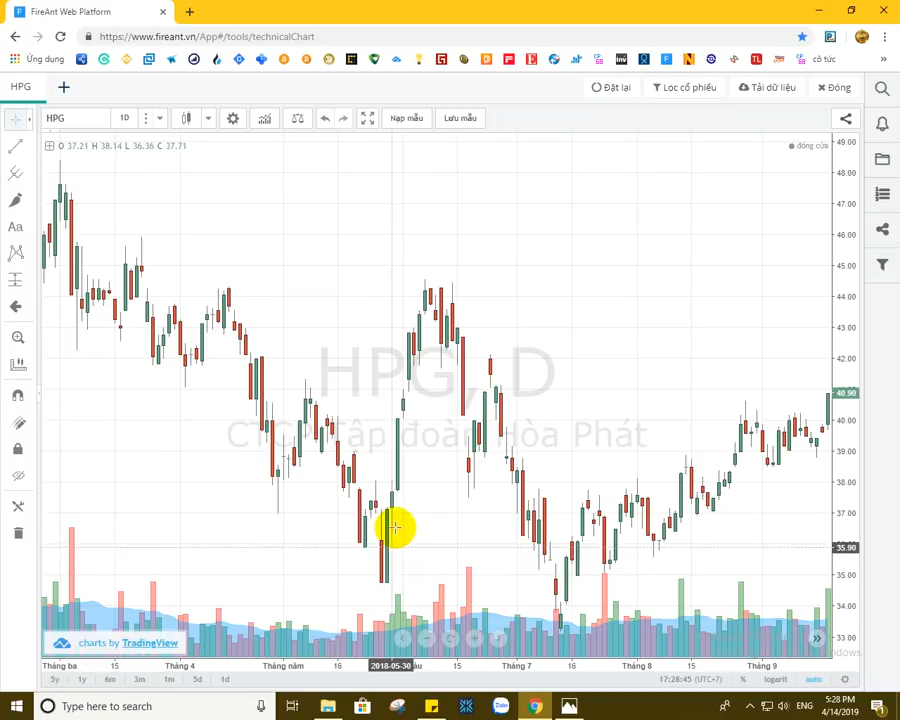 FireAnt Web Platform
https://www.fireant.vn/App#/tools/technicalChart
Ứng dụng
cổ tức
HPG
Đặt lại
Lọc cổ phiếu
Tải dữ liệu
Đóng
HPG
1D
Nạp mẫu
Lưu mẫu
O 37.21 H 38.14 L 36.36 C 37.71
đóng cửa
49.00
48.00
47.00
46.00
45.00
44.00
43.00
42.00
40.90
40.00
39.00
38.00
37.00
35.90
35.00
34.00
33.00
HPG, D
CTCP Tập đoàn Hòa Phát
charts by TradingView
Tháng ba
15
Tháng 4
Tháng năm
16
2018-05-30
15
Tháng 7
16
Tháng 8
15
Tháng 9
5y
1y
6m
3m
1m
5d
1d
17:28:45 (UTC+7)
%
logarit
auto
Type here to search
Zalo
ENG
5:28 PM
4/14/2019